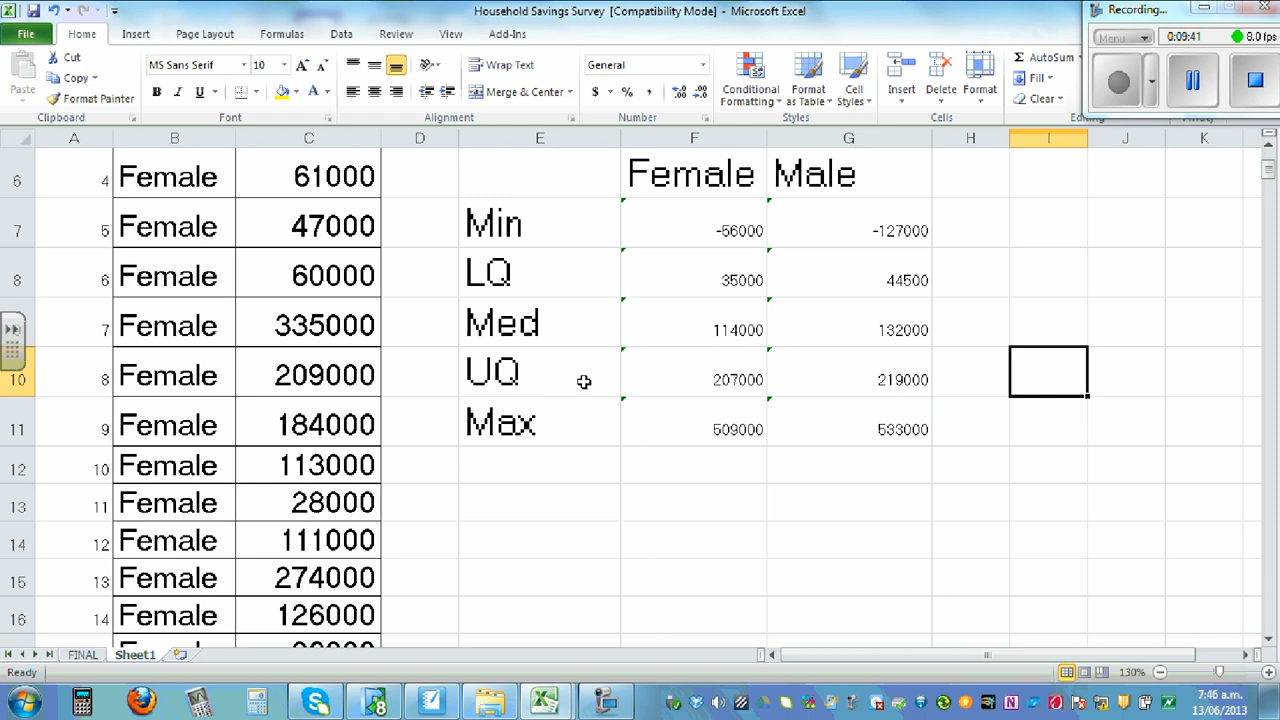 Household Savings Survey [Compatibility Mode] - Microsoft Excel
Recording...
Menu 0:09:41 8.0 fps
File Home Insert Page Layout Formulas Data Review View Add-Ins
Cut
Copy
Format Painter
Paste
Clipboard
MS Sans Serif 10
B I U
Font
Wrap Text
Merge & Center
Alignment
General
$ % ,
Number
Conditional Formatting
Format as Table
Cell Styles
Styles
Insert Delete Format
Cells
Σ AutoSum
Fill
Clear
A B C D E F G H I J K
6 4 Female 61000 Female Male
7 5 Female 47000 Min -56000 -127000
8 6 Female 60000 LQ 35000 44500
9 7 Female 335000 Med 114000 132000
10 8 Female 209000 UQ 207000 219000
11 9 Female 184000 Max 509000 533000
12 10 Female 113000
13 11 Female 28000
14 12 Female 111000
15 13 Female 274000
16 14 Female 126000
FINAL Sheet1
Ready 130%
7:46 a.m.
13/06/2013